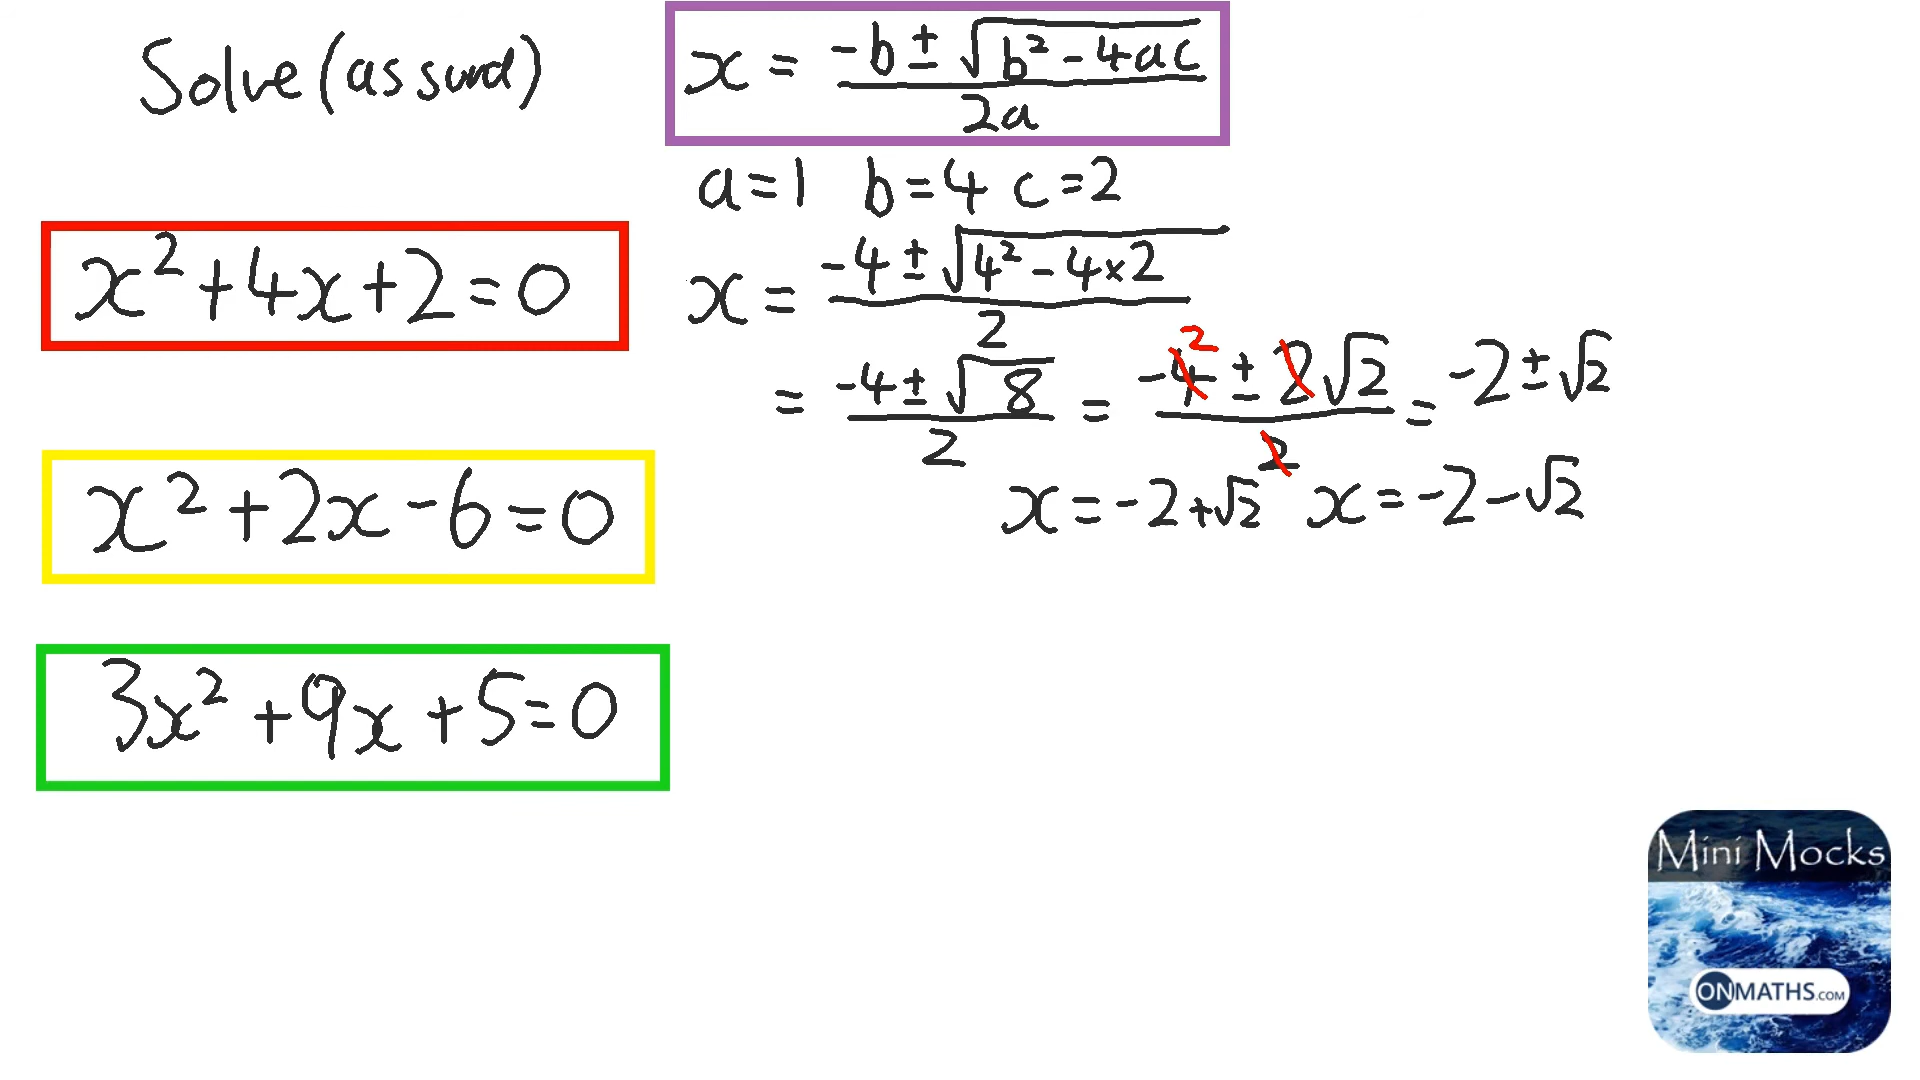 Solve (as surd)
x = (-b ± √(b² - 4ac)) / 2a
a = 1 b = 4 c = 2
x² + 4x + 2 = 0
x = (-4 ± √(4² - 4×2)) / 2
= (-4 ± √8) / 2 = (-4 2 ± 2√2) / 2 = -2 ± √2
x = -2 + √2 x = -2 - √2
x² + 2x - 6 = 0
3x² + 9x + 5 = 0
Mini Mocks
ONMATHS.COM